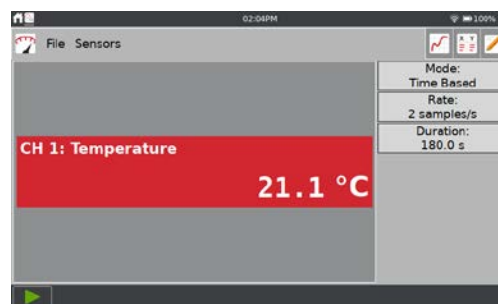 02:04PM
100%
File Sensors
X Y
Mode:
Time Based
Rate:
2 samples/s
Duration:
180.0 s
CH 1: Temperature
21.1 °C